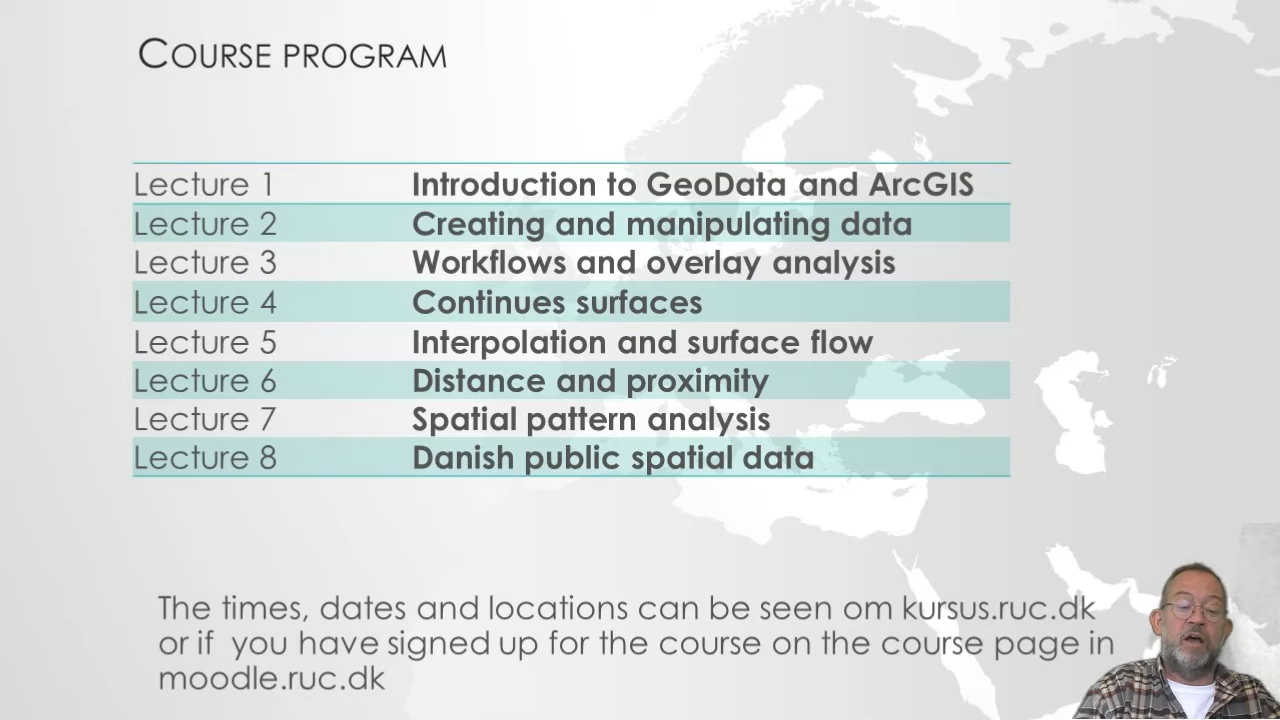 COURSE PROGRAM
Lecture 1 Introduction to GeoData and ArcGIS
Lecture 2 Creating and manipulating data
Lecture 3 Workflows and overlay analysis
Lecture 4 Continues surfaces
Lecture 5 Interpolation and surface flow
Lecture 6 Distance and proximity
Lecture 7 Spatial pattern analysis
Lecture 8 Danish public spatial data
The times, dates and locations can be seen om kursus.ruc.dk
or if you have signed up for the course on the course page in
moodle.ruc.dk